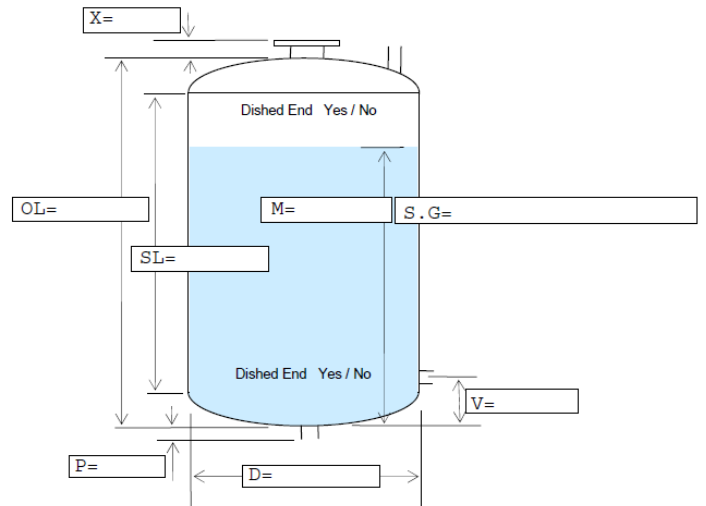 X=
Dished End Yes / No
OL=
M=
S.G=
SL=
Dished End Yes / No
V=
P=
D=